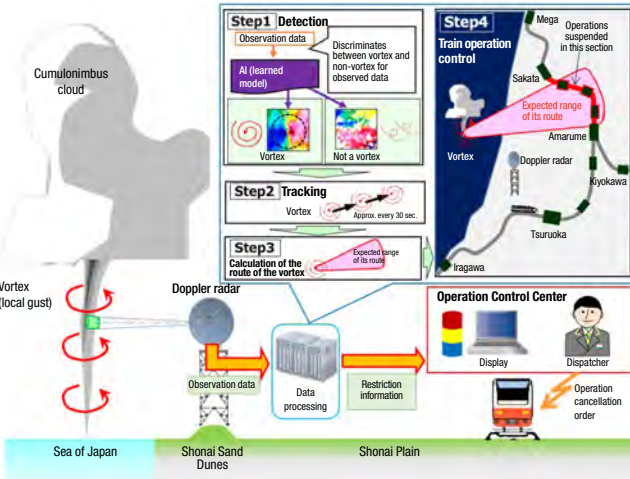 Step1 Detection
Observation data
AI (learned
model)
Discriminates
between vortex and
non-vortex for
observed data
Vortex
Not a vortex
Step2 Tracking
Vortex
Approx. every 30 sec.
Step3
Calculation of the
route of the vortex
Expected range
of its route
Step4
Train operation
control
Mega
Operations
suspended
in this section
Sakata
Expected range
of its route
Amarume
Vortex
Doppler radar
Kiyokawa
Tsuruoka
Iragawa
Cumulonimbus
cloud
Vortex
(local gust)
Doppler radar
Observation data
Data
processing
Restriction
information
Operation Control Center
Display
Dispatcher
Operation
cancellation
order
Sea of Japan
Shonai Sand
Dunes
Shonai Plain